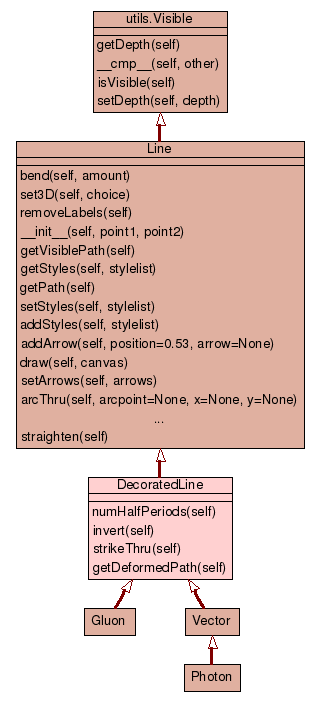 utils.Visible
getDepth(self)
__cmp__(self, other)
isVisible(self)
setDepth(self, depth)
Line
bend(self, amount)
set3D(self, choice)
removeLabels(self)
__init__(self, point1, point2)
getVisiblePath(self)
getStyles(self, stylelist)
getPath(self)
setStyles(self, stylelist)
addStyles(self, stylelist)
addArrow(self, position=0.53, arrow=None)
draw(self, canvas)
setArrows(self, arrows)
arcThru(self, arcpoint=None, x=None, y=None)
...
straighten(self)
DecoratedLine
numHalfPeriods(self)
invert(self)
strikeThru(self)
getDeformedPath(self)
Gluon
Vector
Photon